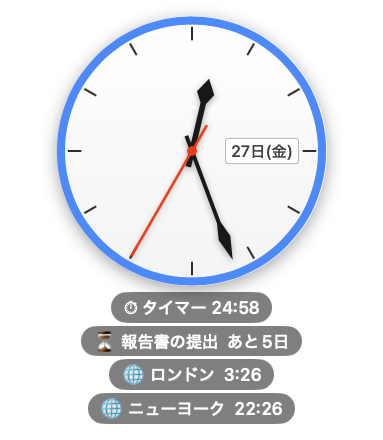 27日(金)
タイマー 24:58
報告書の提出 あと5日
ロンドン 3:26
ニューヨーク 22:26